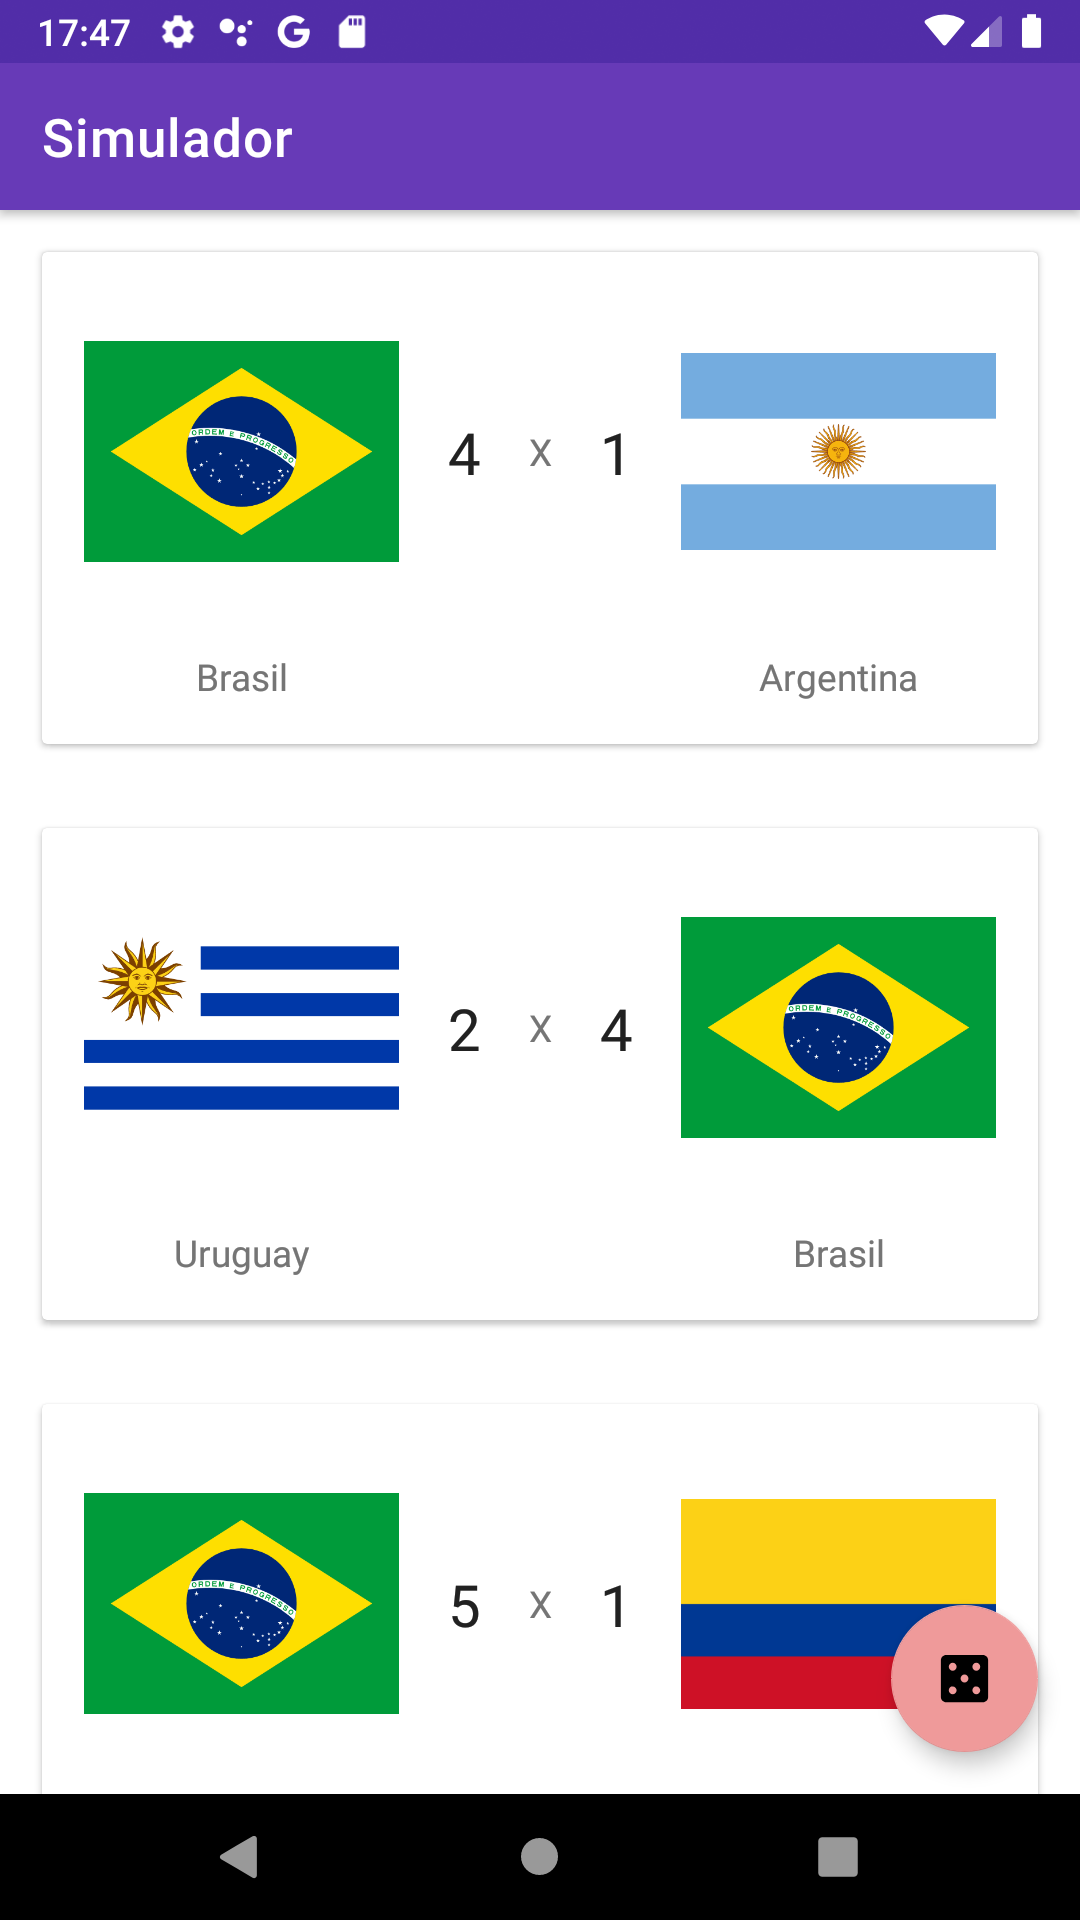 17:47
Simulador
ORDEM E PROGRESSO
4 x 1
Brasil Argentina
ORDEM E PROGRESSO
2 x 4
Uruguay Brasil
ORDEM E PROGRESSO
5 x 1